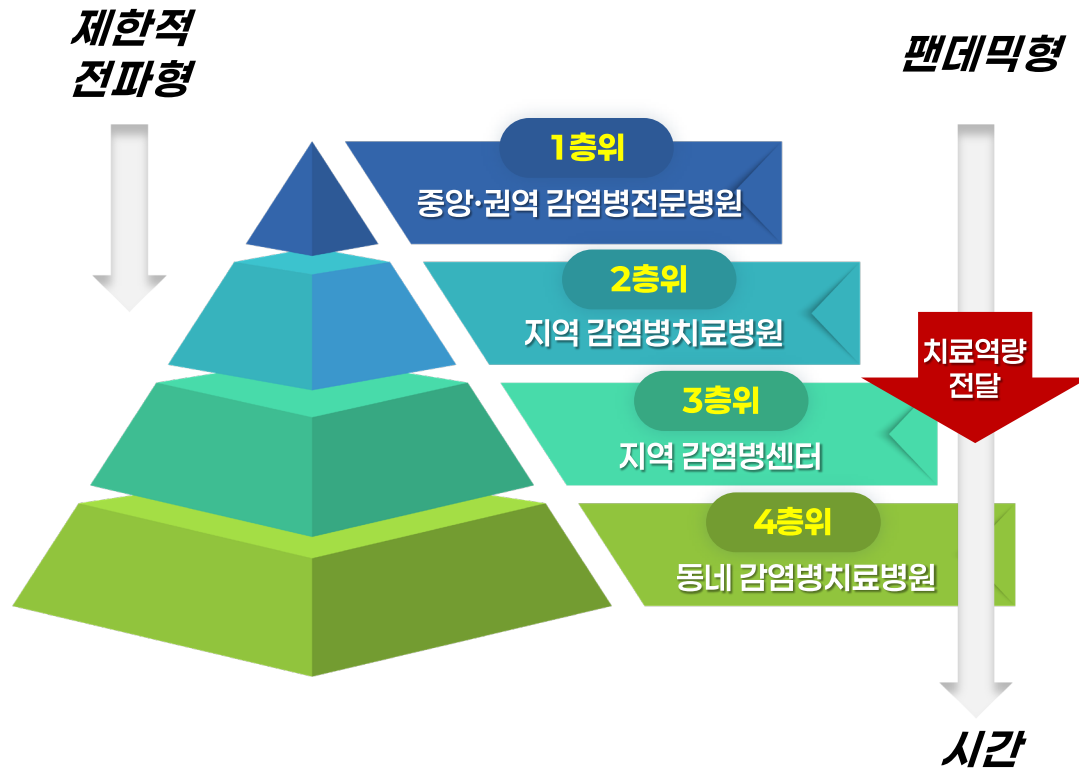 제한적
전파형
팬데믹형
1층위
중앙·권역 감염병전문병원
2층위
지역 감염병치료병원
치료역량
전달
3층위
지역 감염병센터
4층위
동네 감염병치료병원
시간